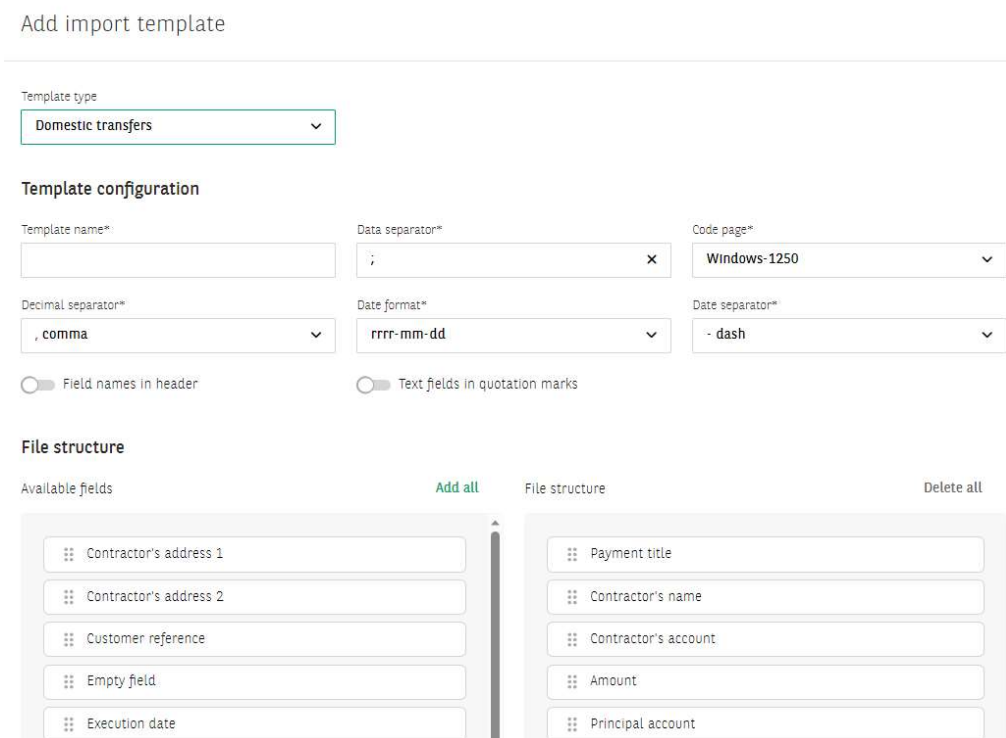 Add import template
Template type
Domestic transfers
Template configuration
Template name* Data separator* Code page*
; Windows-1250
Decimal separator* Date format* Date separator*
, comma rrrr-mm-dd - dash
Field names in header Text fields in quotation marks
File structure
Available fields Add all File structure Delete all
Contractor's address 1 Payment title
Contractor's address 2 Contractor's name
Customer reference Contractor's account
Empty field Amount
Execution date Principal account